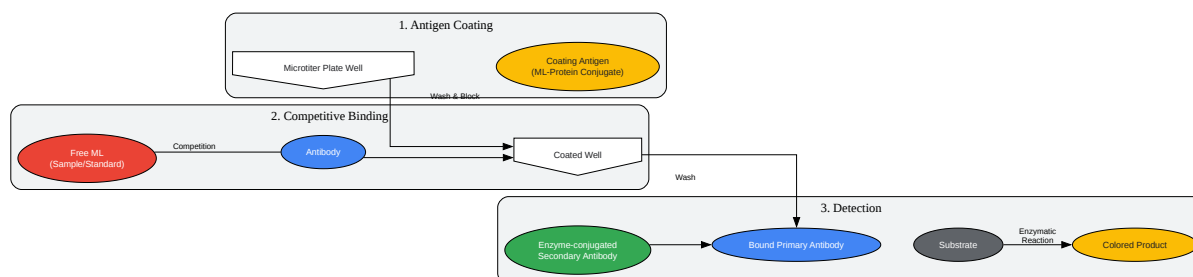 1. Antigen Coating
Microtiter Plate Well
Coating Antigen
(ML-Protein Conjugate)
Wash & Block
2. Competitive Binding
Free ML
(Sample/Standard)
Competition
Antibody
Coated Well
Wash
3. Detection
Enzyme-conjugated
Secondary Antibody
Bound Primary Antibody
Substrate
Enzymatic
Reaction
Colored Product